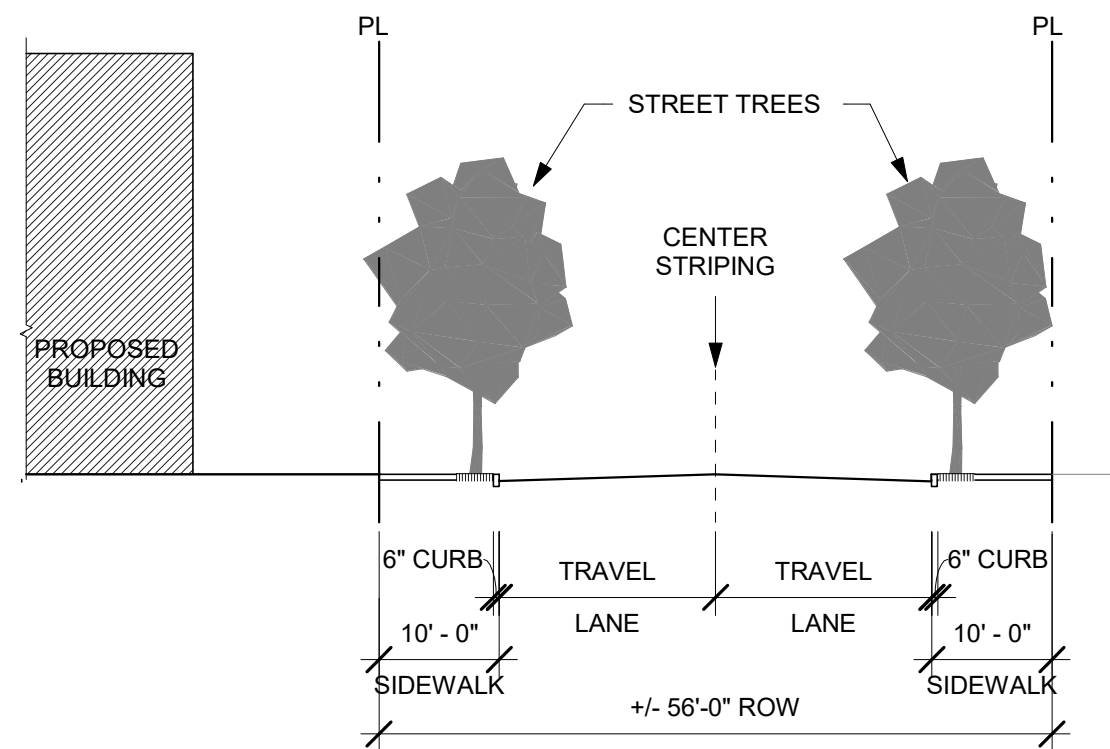 PL
PL
STREET TREES
CENTER
STRIPING
PROPOSED
BUILDING
6" CURB
TRAVEL
LANE
TRAVEL
LANE
6" CURB
10' - 0"
SIDEWALK
10' - 0"
SIDEWALK
+/- 56'-0" ROW